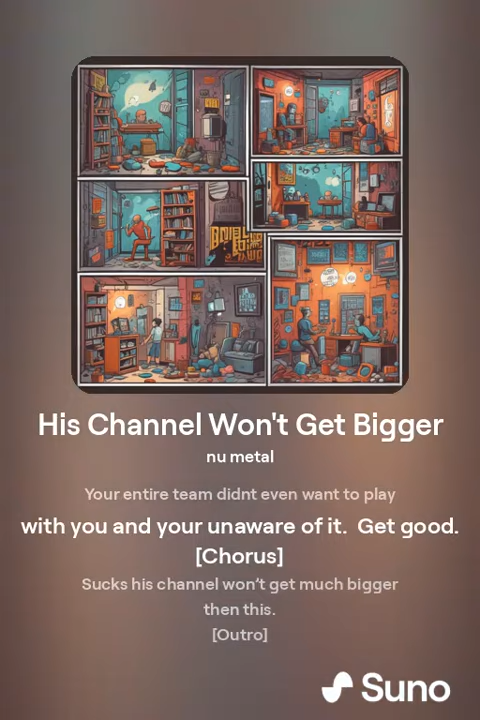 His Channel Won't Get Bigger
nu metal
Your entire team didnt even want to play
with you and your unaware of it.  Get good.
[Chorus]
Sucks his channel won’t get much bigger
then this.
[Outro]
Suno